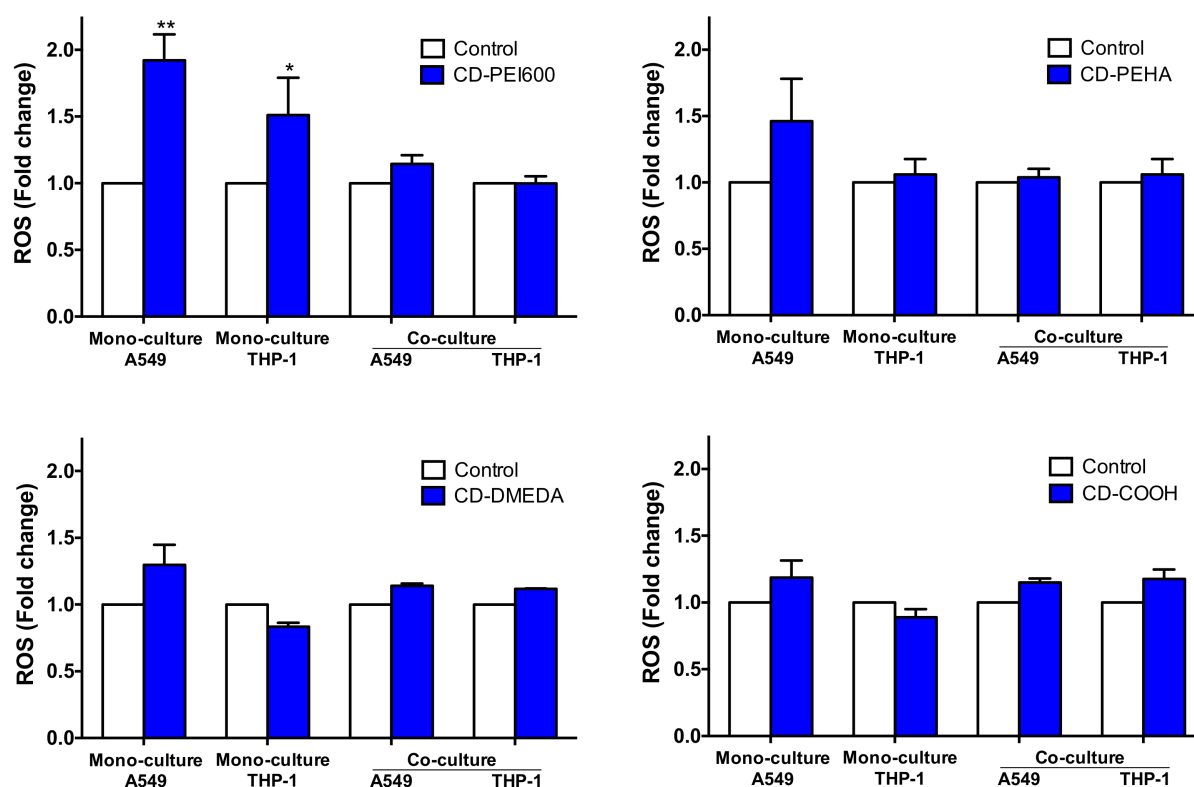 ** *
2.0
1.5
1.0
0.5
0.0
ROS (Fold change)
Control
CD-PEI600
Mono-culture Mono-culture Co-culture
A549 THP-1 A549 THP-1
2.0
1.5
1.0
0.5
0.0
ROS (Fold change)
Control
CD-PEHA
Mono-culture Mono-culture Co-culture
A549 THP-1 A549 THP-1
2.0
1.5
1.0
0.5
0.0
ROS (Fold change)
Control
CD-DMEDA
Mono-culture Mono-culture Co-culture
A549 THP-1 A549 THP-1
2.0
1.5
1.0
0.5
0.0
ROS (Fold change)
Control
CD-COOH
Mono-culture Mono-culture Co-culture
A549 THP-1 A549 THP-1